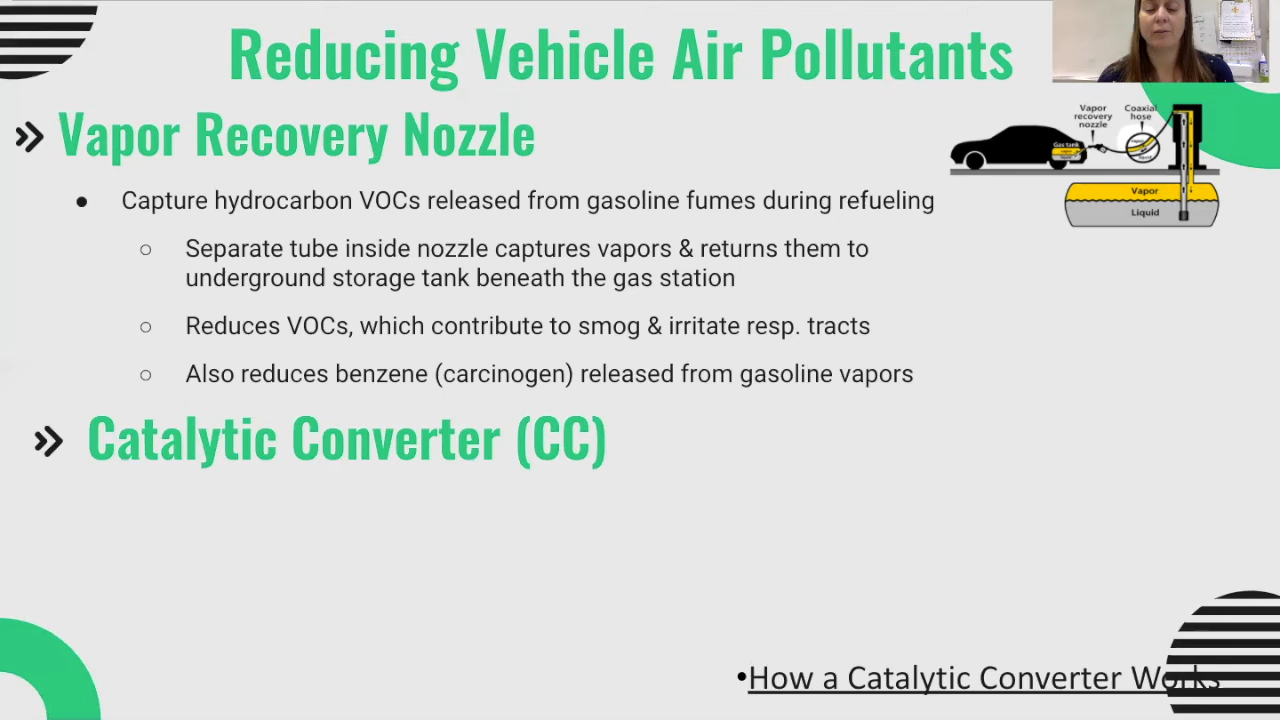 Reducing Vehicle Air Pollutants
» Vapor Recovery Nozzle
Vapor
recovery
nozzle
Coaxial
hose
Gas tank
Vapor
Liquid
● Capture hydrocarbon VOCs released from gasoline fumes during refueling
○ Separate tube inside nozzle captures vapors & returns them to
underground storage tank beneath the gas station
○ Reduces VOCs, which contribute to smog & irritate resp. tracts
○ Also reduces benzene (carcinogen) released from gasoline vapors
» Catalytic Converter (CC)
•How a Catalytic Converter Works